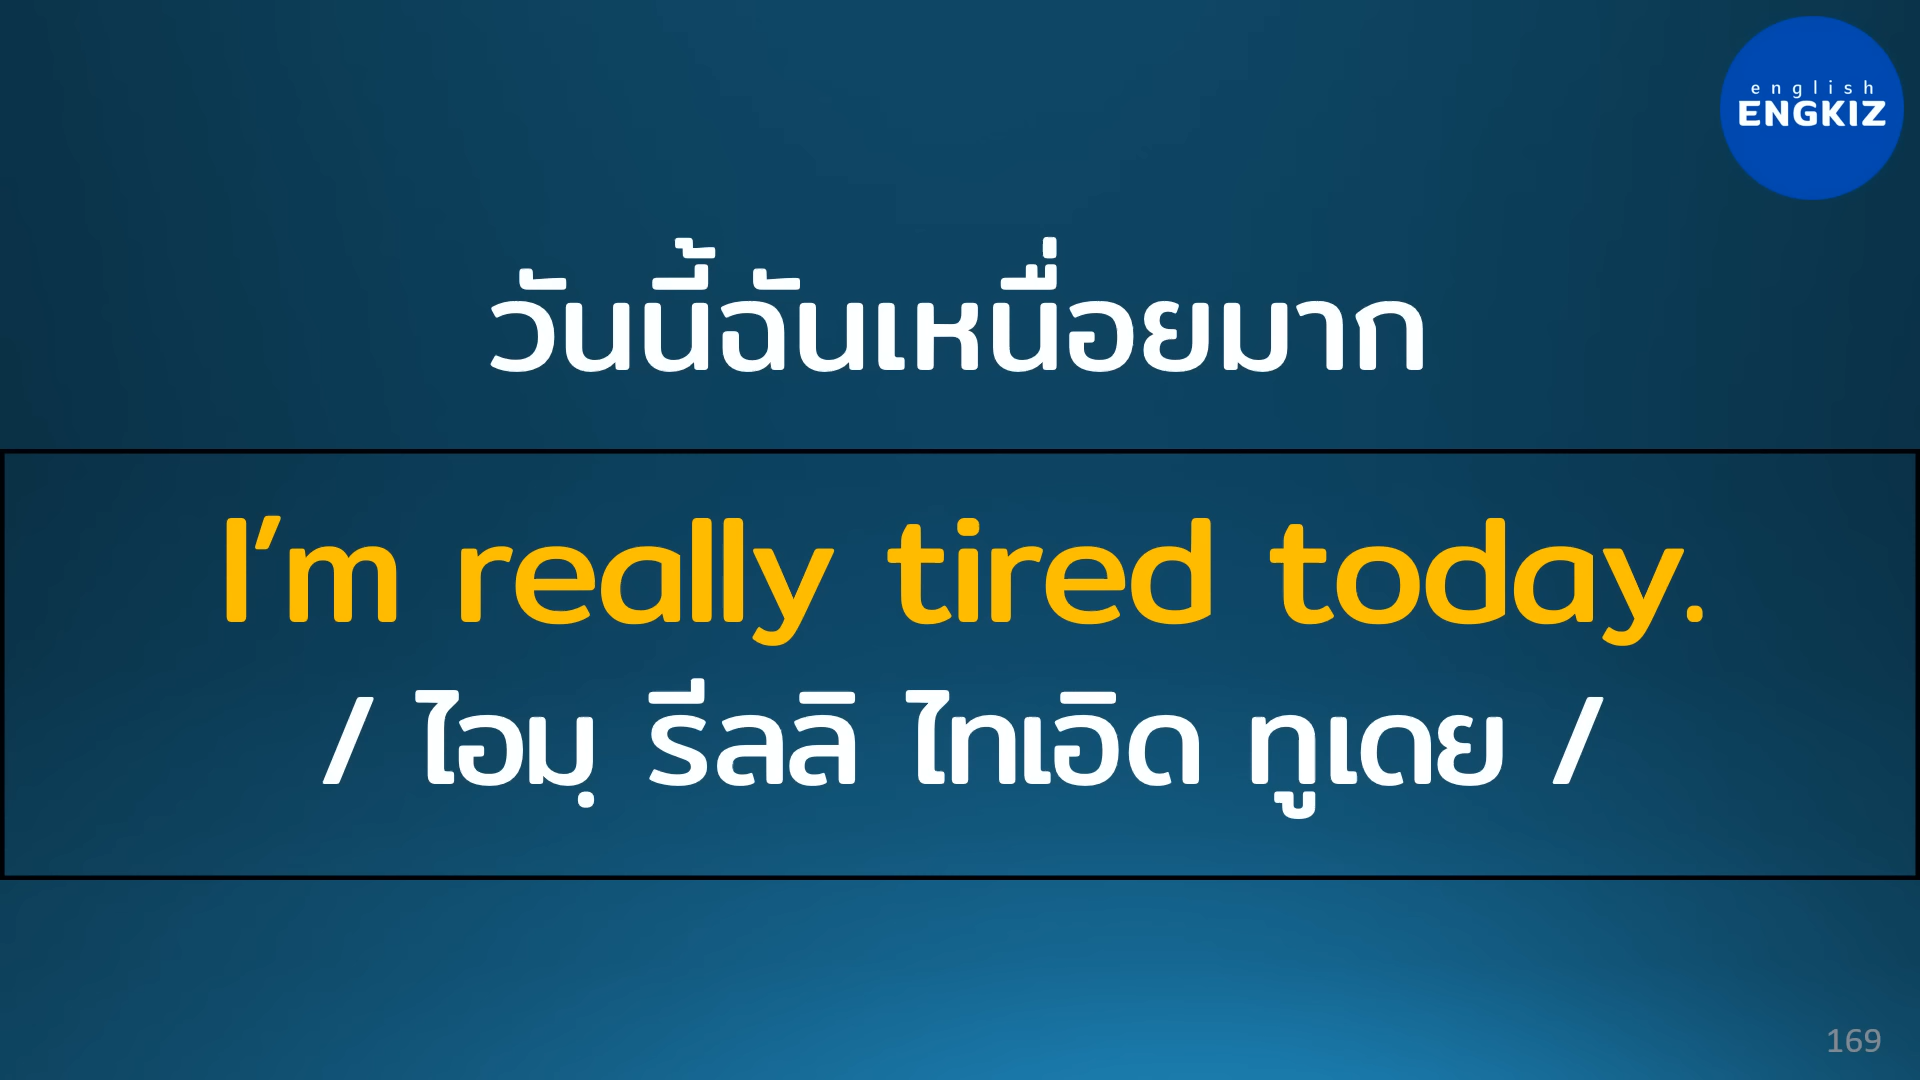 english
ENGKIZ
วันนี้ฉันเหนื่อยมาก
I’m really tired today.
/ ไอมฺ รีลลิ ไทเอิด ทูเดย /
169